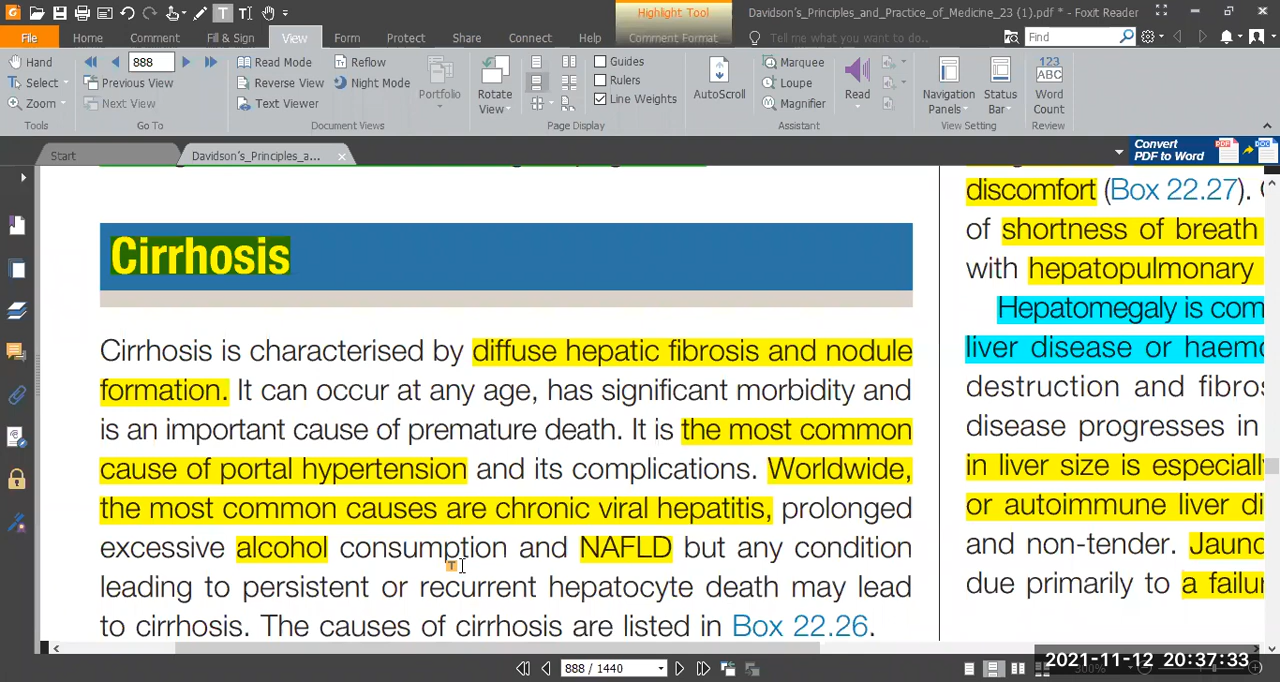 Highlight Tool
Davidson's_Principles_and_Practice_of_Medicine_23 (1).pdf * - Foxit Reader
File Home Comment Fill & Sign View Form Protect Share Connect Help Comment Format Tell me what you want to do.. Find
Hand 888 Read Mode Reflow Guides Marquee
Select Previous View Reverse View Night Mode Portfolio Rotate View Rulers AutoScroll Loupe Read Navigation Panels Status Bar 123 ABC Word Count
Zoom Next View Text Viewer Line Weights Magnifier
Tools Go To Document Views Page Display Assistant View Setting Review
Start Davidson's_Principles_a... Convert PDF to Word
Cirrhosis
Cirrhosis is characterised by diffuse hepatic fibrosis and nodule
formation. It can occur at any age, has significant morbidity and
is an important cause of premature death. It is the most common
cause of portal hypertension and its complications. Worldwide,
the most common causes are chronic viral hepatitis, prolonged
excessive alcohol consumption and NAFLD but any condition
leading to persistent or recurrent hepatocyte death may lead
to cirrhosis. The causes of cirrhosis are listed in Box 22.26.
discomfort (Box 22.27).
of shortness of breath
with hepatopulmonary
Hepatomegaly is com
liver disease or haemo
destruction and fibros
disease progresses in
in liver size is especiall
or autoimmune liver di
and non-tender. Jaund
due primarily to a failur
888 / 1440
2021-11-12 20:37:33